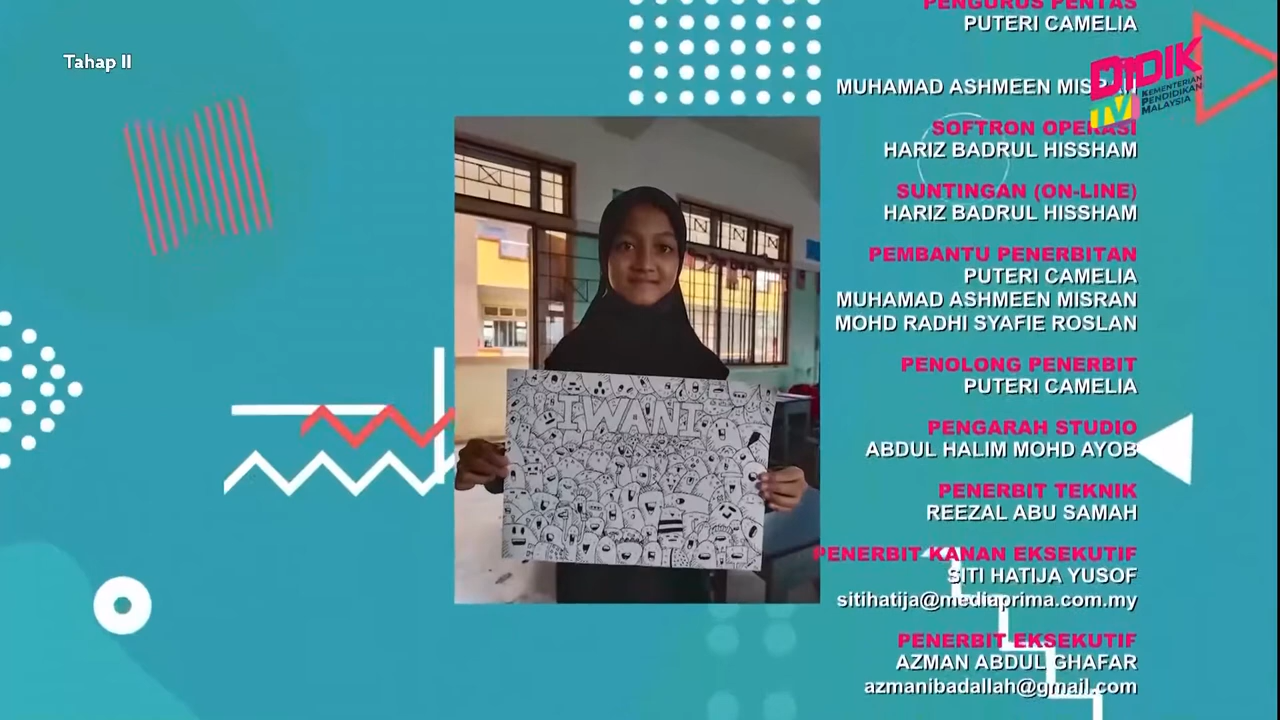 Tahap II
PENGURUS PENTAS
PUTERI CAMELIA
MUHAMAD ASHMEEN MISRAN
DIDIK
TV
KEMENTERIAN
PENDIDIKAN
MALAYSIA
SOFTRON OPERASI
HARIZ BADRUL HISSHAM
SUNTINGAN (ON-LINE)
HARIZ BADRUL HISSHAM
PEMBANTU PENERBITAN
PUTERI CAMELIA
MUHAMAD ASHMEEN MISRAN
MOHD RADHI SYAFIE ROSLAN
PENOLONG PENERBIT
PUTERI CAMELIA
PENGARAH STUDIO
ABDUL HALIM MOHD AYOB
PENERBIT TEKNIK
REEZAL ABU SAMAH
PENERBIT KANAN EKSEKUTIF
SITI HATIJA YUSOF
sitihatija@mediaprima.com.my
PENERBIT EKSEKUTIF
AZMAN ABDUL GHAFAR
azmanibadallah@gmail.com
IWANI